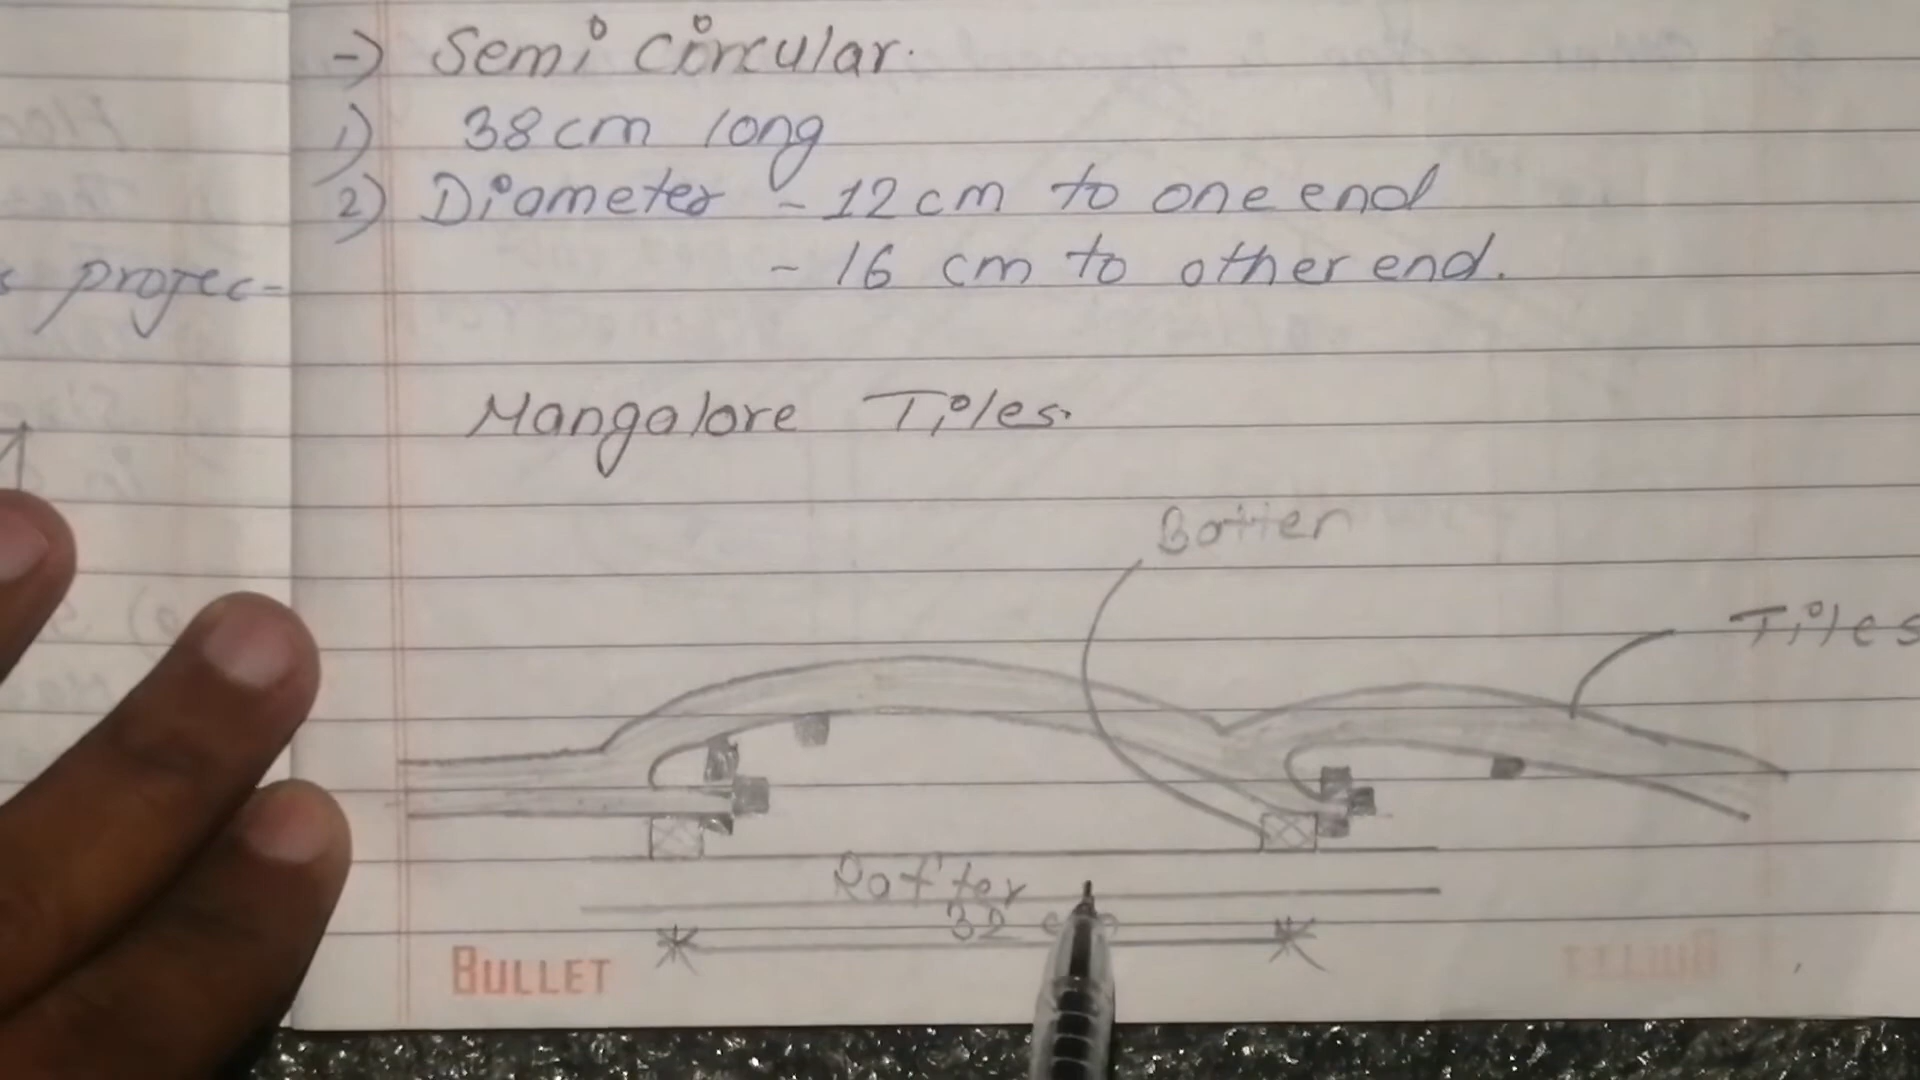 -> Semi Circular.
1) 38 cm long
2) Diameter - 12 cm to one end
- 16 cm to other end.
projec-
Mangalore Tiles.
Batten
Tiles
Rafter
32
BULLET